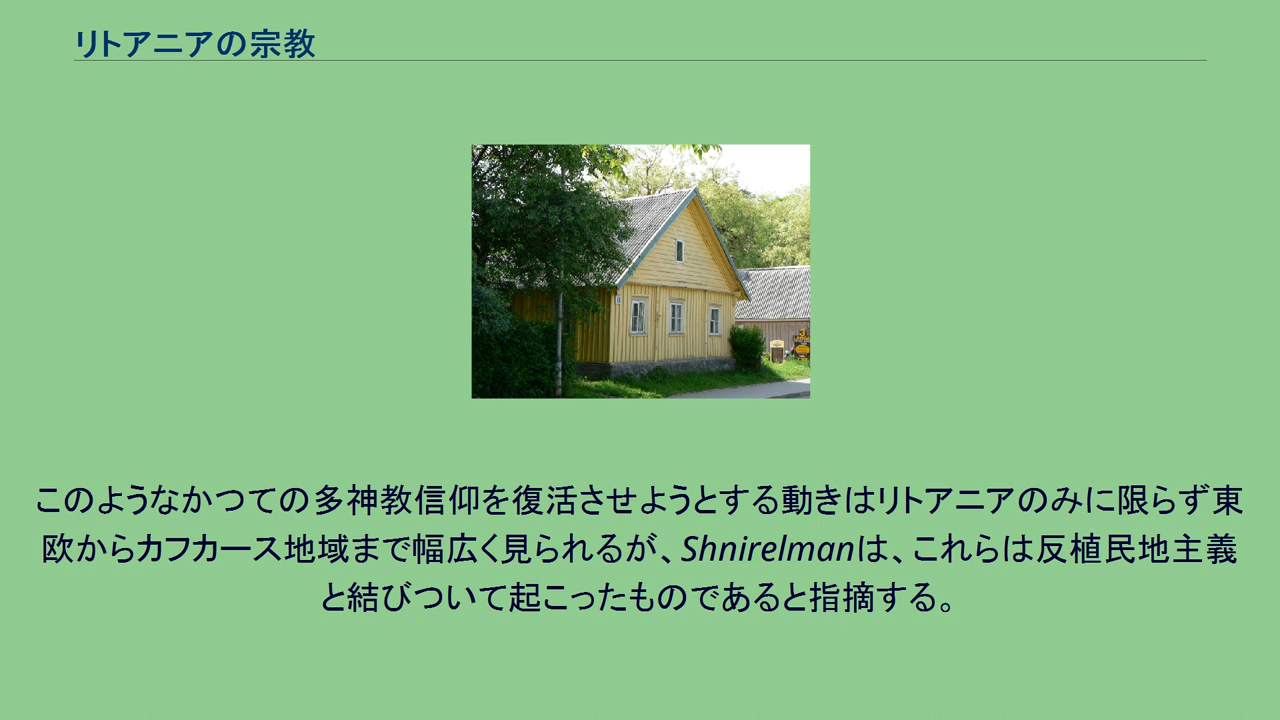 リトアニアの宗教
このようなかつての多神教信仰を復活させようとする動きはリトアニアのみに限らず東
欧からカフカース地域まで幅広く見られるが、Shnirelmanは、これらは反植民地主義
と結びついて起こったものであると指摘する。